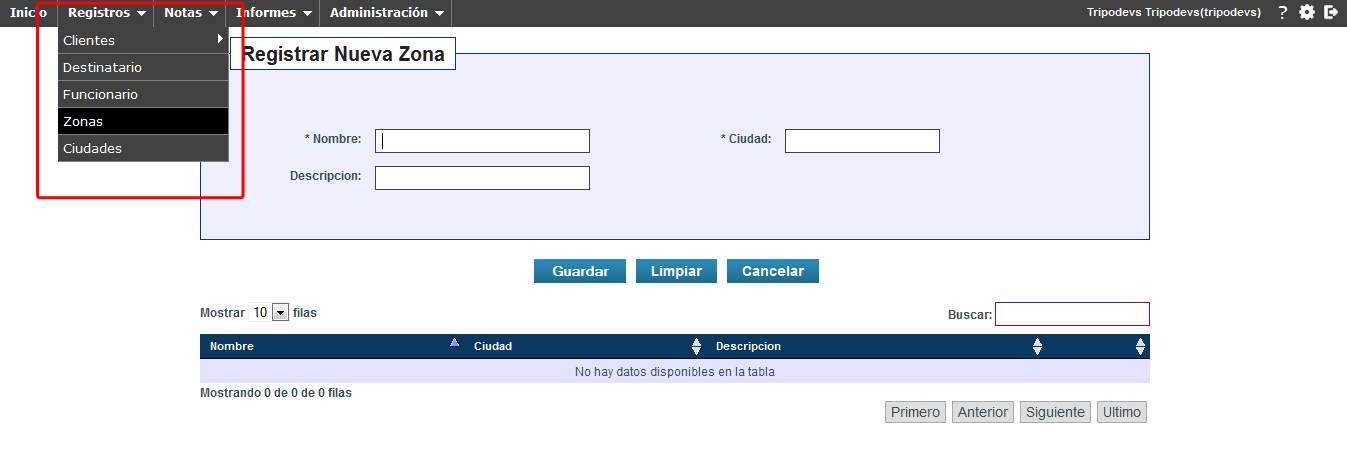 Inicio Registros Notas Informes Administración Tripodevs Tripodevs(tripodevs) ?
Clientes
Destinatario
Funcionario
Zonas
Ciudades
Registrar Nueva Zona
* Nombre: * Ciudad:
Descripcion:
Guardar Limpiar Cancelar
Mostrar 10 filas Buscar:
Nombre Ciudad Descripcion
No hay datos disponibles en la tabla
Mostrando 0 de 0 de 0 filas
Primero Anterior Siguiente Ultimo